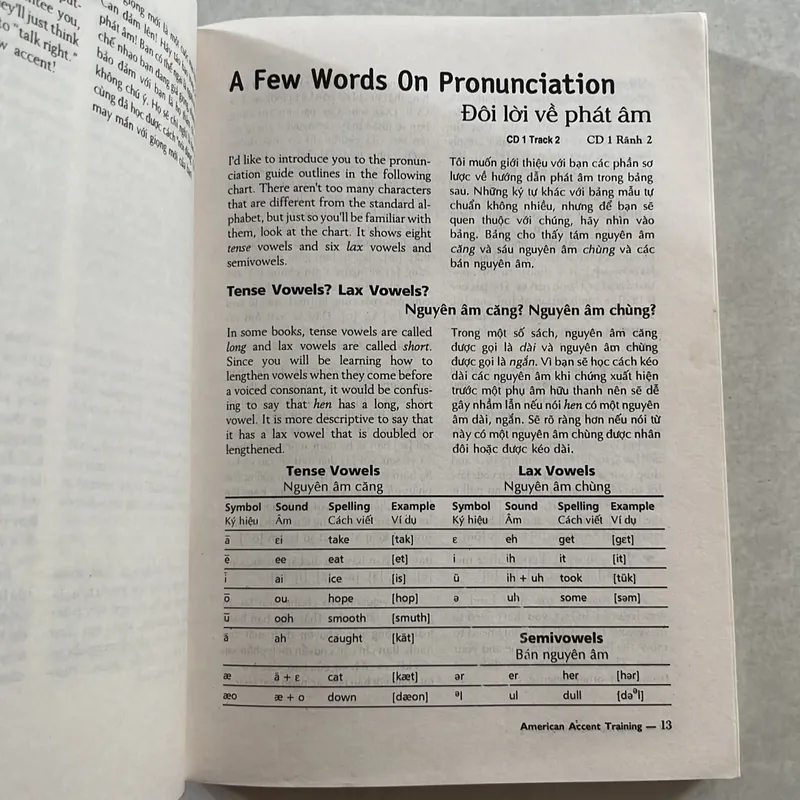 tee you,
ey'll just think
to "talk right."
w accent!
A Few Words On Pronunciation
Đôi lời về phát âm
CD 1 Track 2 CD 1 Rãnh 2
I'd like to introduce you to the pronun-
ciation guide outlines in the following
chart. There aren't too many characters
that are different from the standard al-
phabet, but just so you'll be familiar with
them, look at the chart. It shows eight
tense vowels and six lax vowels and
semivowels.
Tôi muốn giới thiệu với bạn các phần sơ
lược về hướng dẫn phát âm trong bảng
sau. Những ký tự khác với bảng mẫu tự
chuẩn không nhiều, nhưng để bạn sẽ
quen thuộc với chúng, hãy nhìn vào
bảng. Bảng cho thấy tám nguyên âm
căng và sáu nguyên âm chùng và các
bán nguyên âm.
Tense Vowels? Lax Vowels?
Nguyên âm căng? Nguyên âm chùng?
In some books, tense vowels are called
long and lax vowels are called short.
Since you will be learning how to
lengthen vowels when they come before
a voiced consonant, it would be confus-
ing to say that hen has a long, short
vowel. It is more descriptive to say that
it has a lax vowel that is doubled or
lengthened.
Trong một số sách, nguyên âm căng
được gọi là dài và nguyên âm chùng
được gọi là ngắn. Vì bạn sẽ học cách kéo
dài các nguyên âm khi chúng xuất hiện
trước một phụ âm hữu thanh nên sẽ dễ
gây nhầm lẫn nếu nói hen có một nguyên
âm dài, ngắn. Sẽ rõ ràng hơn nếu nói từ
này có một nguyên âm chùng được nhân
đôi hoặc được kéo dài.
Tense Vowels Lax Vowels
Nguyên âm căng Nguyên âm chùng
Symbol Sound Spelling Example Symbol Sound Spelling Example
Ký hiệu Âm Cách viết Ví dụ Ký hiệu Âm Cách viết Ví dụ
ā εi take [tak] ε eh get [gεt]
ē ee eat [et] i ih it [it]
ī ai ice [is] ü ih + uh took [tük]
ō ou hope [hop] ə uh some [səm]
ū ooh smooth [smuth]
ä ah caught [kät] Semivowels
Bán nguyên âm
æ ä + ε cat [kæt] ər er her [hər]
æo æ + o down [dæon] ᵊl ul dull [dəᵊl]
American Accent Training — 13